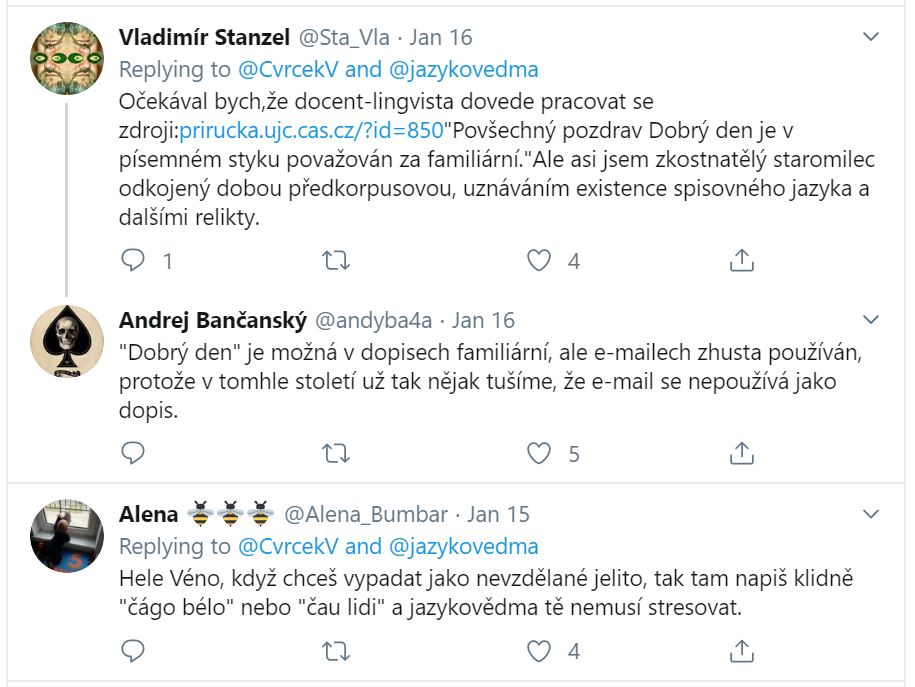 Vladimír Stanzel @Sta_Vla · Jan 16
Replying to @CvrcekV and @jazykovedma
Očekával bych,že docent-lingvista dovede pracovat se
zdroji:prirucka.ujc.cas.cz/?id=850"Povšechný pozdrav Dobrý den je v
písemném styku považován za familiární."Ale asi jsem zkostnatělý staromilec
odkojený dobou předkorpusovou, uznáváním existence spisovného jazyka a
dalšími relikty.
1 4
Andrej Bančanský @andyba4a · Jan 16
"Dobrý den" je možná v dopisech familiární, ale e-mailech zhusta používán,
protože v tomhle století už tak nějak tušíme, že e-mail se nepoužívá jako
dopis.
5
Alena 🐝🐝🐝 @Alena_Bumbar · Jan 15
Replying to @CvrcekV and @jazykovedma
Hele Véno, když chceš vypadat jako nevzdělané jelito, tak tam napiš klidně
"čágo bélo" nebo "čau lidi" a jazykovědma tě nemusí stresovat.
4